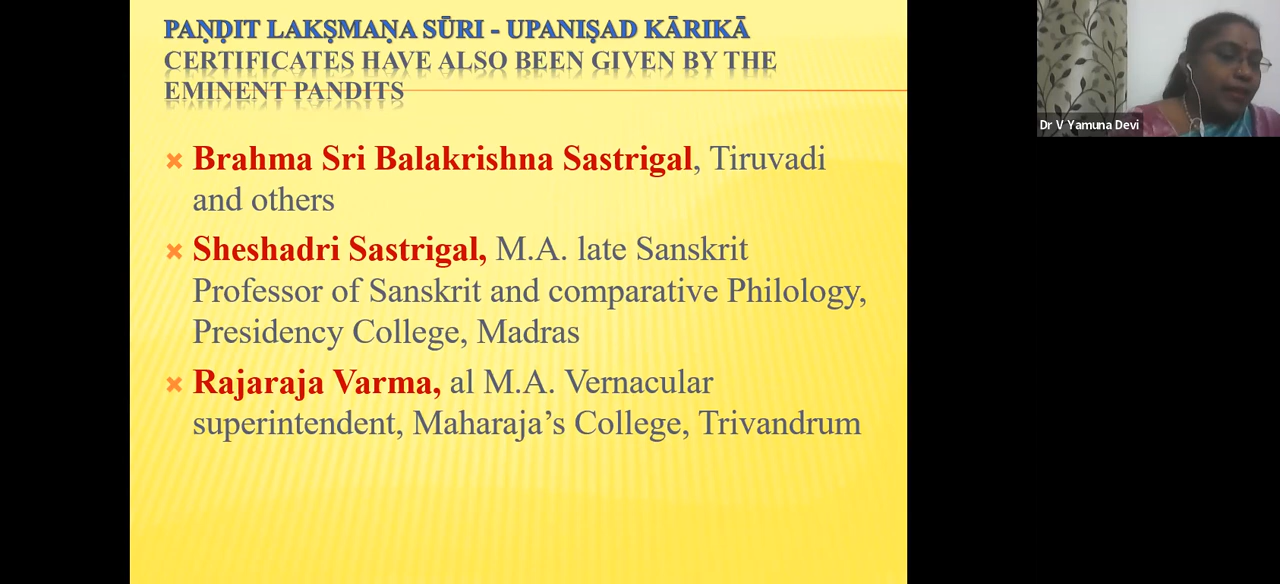 PAṆḌIT LAKṢMAṆA SŪRI - UPANIṢAD KĀRIKĀ
CERTIFICATES HAVE ALSO BEEN GIVEN BY THE
EMINENT PANDITS
Brahma Sri Balakrishna Sastrigal, Tiruvadi
and others
Sheshadri Sastrigal, M.A. late Sanskrit
Professor of Sanskrit and comparative Philology,
Presidency College, Madras
Rajaraja Varma, al M.A. Vernacular
superintendent, Maharaja’s College, Trivandrum
Dr V Yamuna Devi